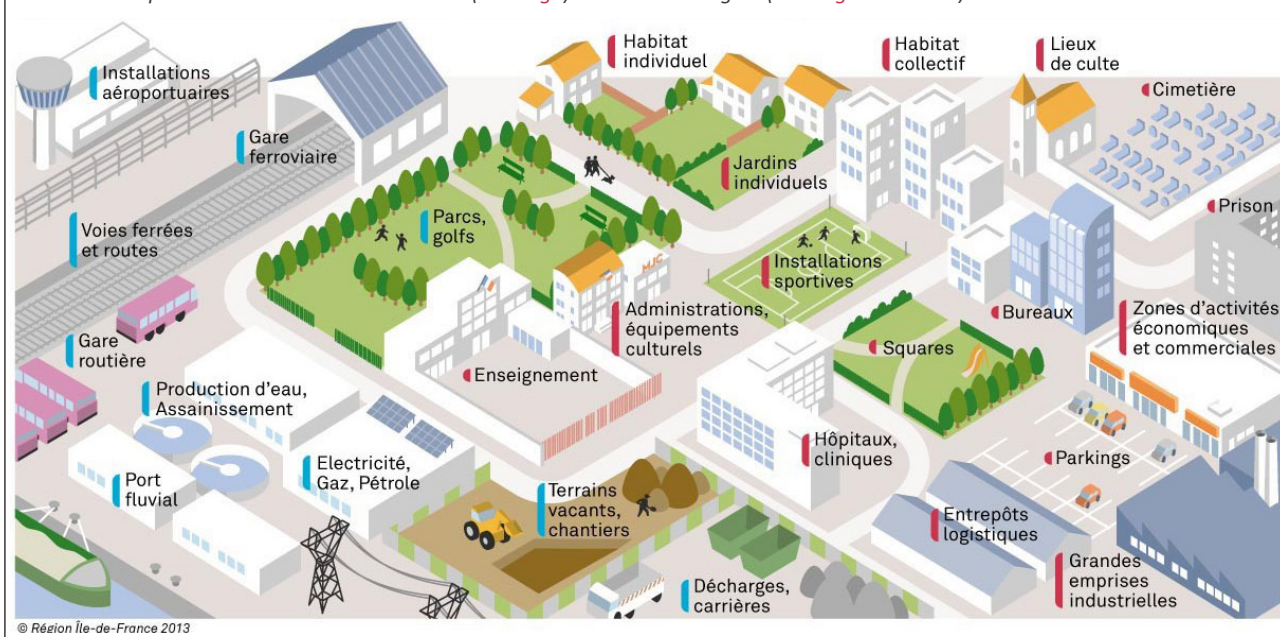 Installations
aéroportuaires
Gare
ferroviaire
Voies ferrées
et routes
Gare
routière
Production d'eau,
Assainissement
Port
fluvial
Electricité,
Gaz, Pétrole
Parcs,
golfs
Habitat
individuel
Jardins
individuels
Habitat
collectif
Lieux
de culte
Cimetière
Prison
Installations
sportives
MJC
Administrations,
équipements
culturels
Enseignement
Bureaux
Squares
Zones d'activités
économiques
et commerciales
Hôpitaux,
cliniques
Parkings
Terrains
vacants,
chantiers
Entrepôts
logistiques
Grandes
emprises
industrielles
Décharges,
carrières
© Région Île-de-France 2013